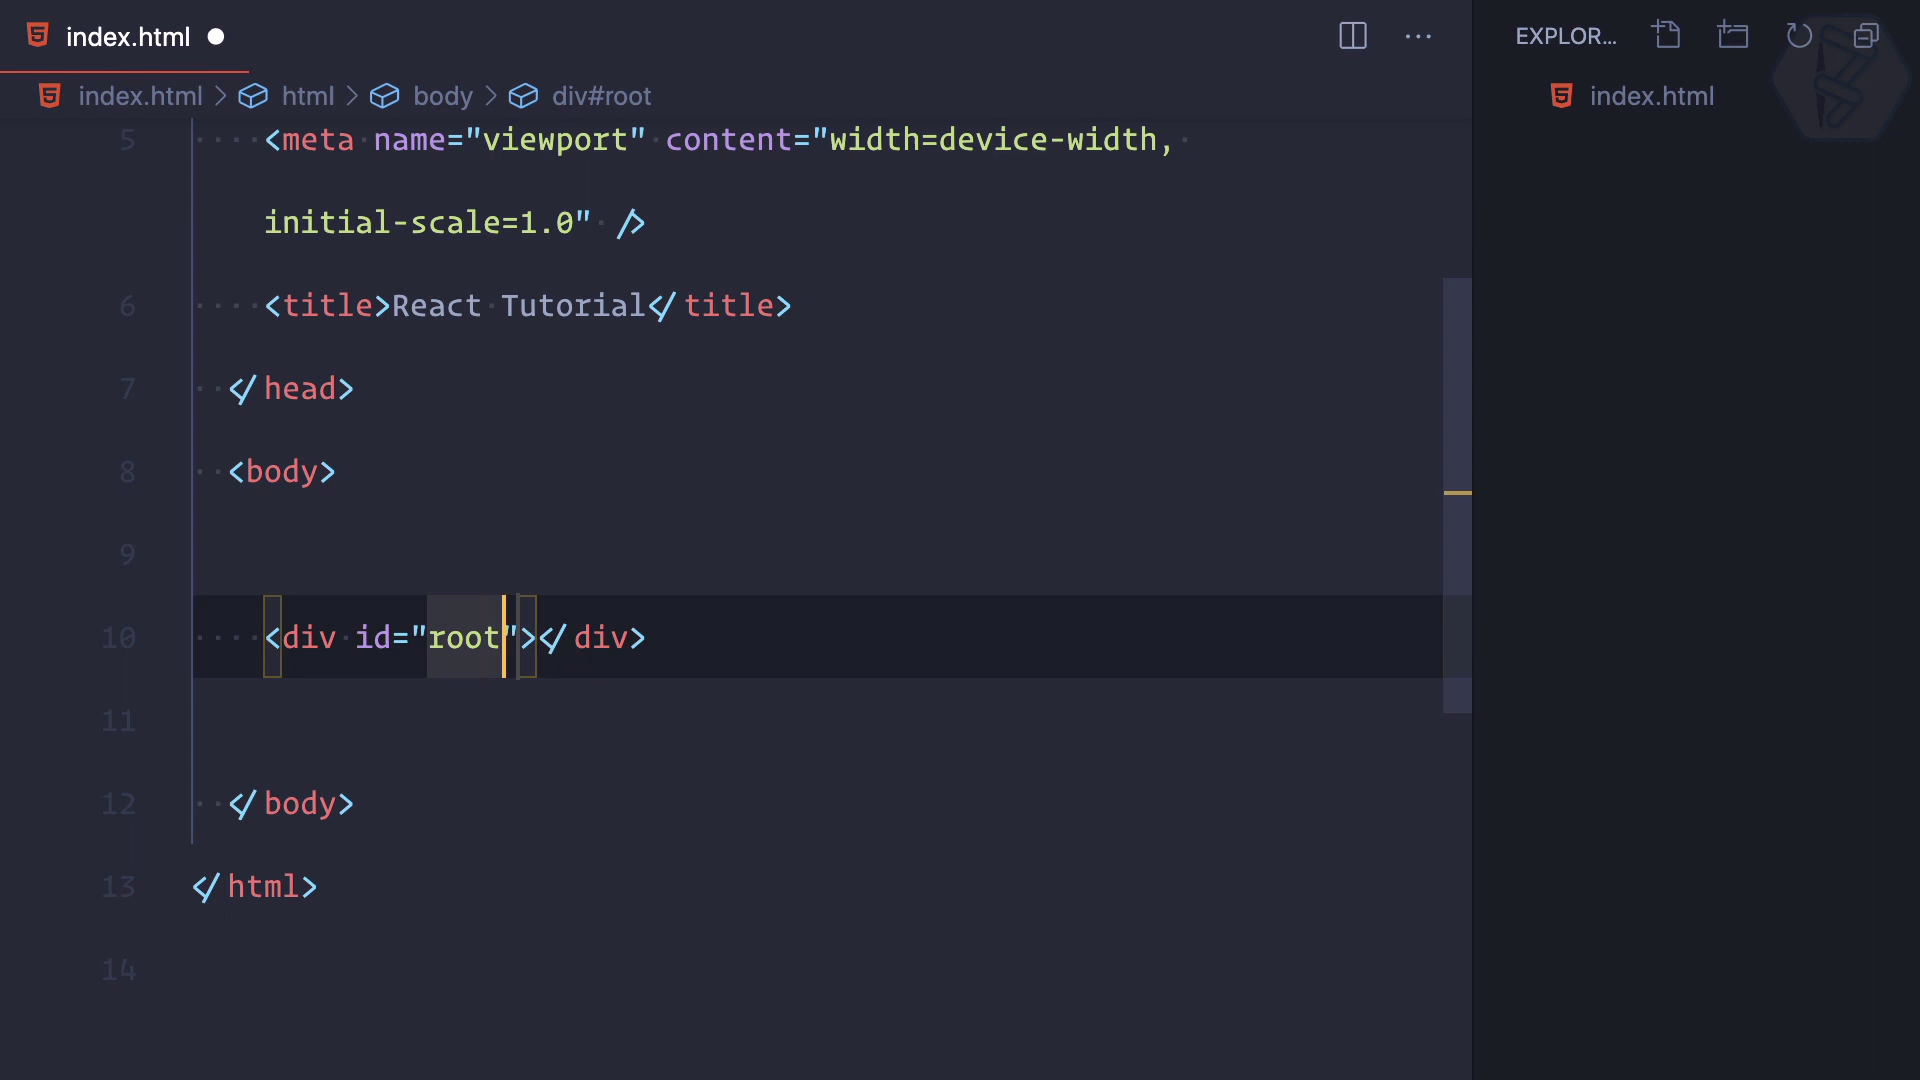 index.html
EXPLOR...
index.html > html > body > div#root
index.html
5 <meta name="viewport" content="width=device-width,
initial-scale=1.0" />
6 <title>React Tutorial</title>
7 </head>
8 <body>
9
10 <div id="root"></div>
11
12 </body>
13 </html>
14